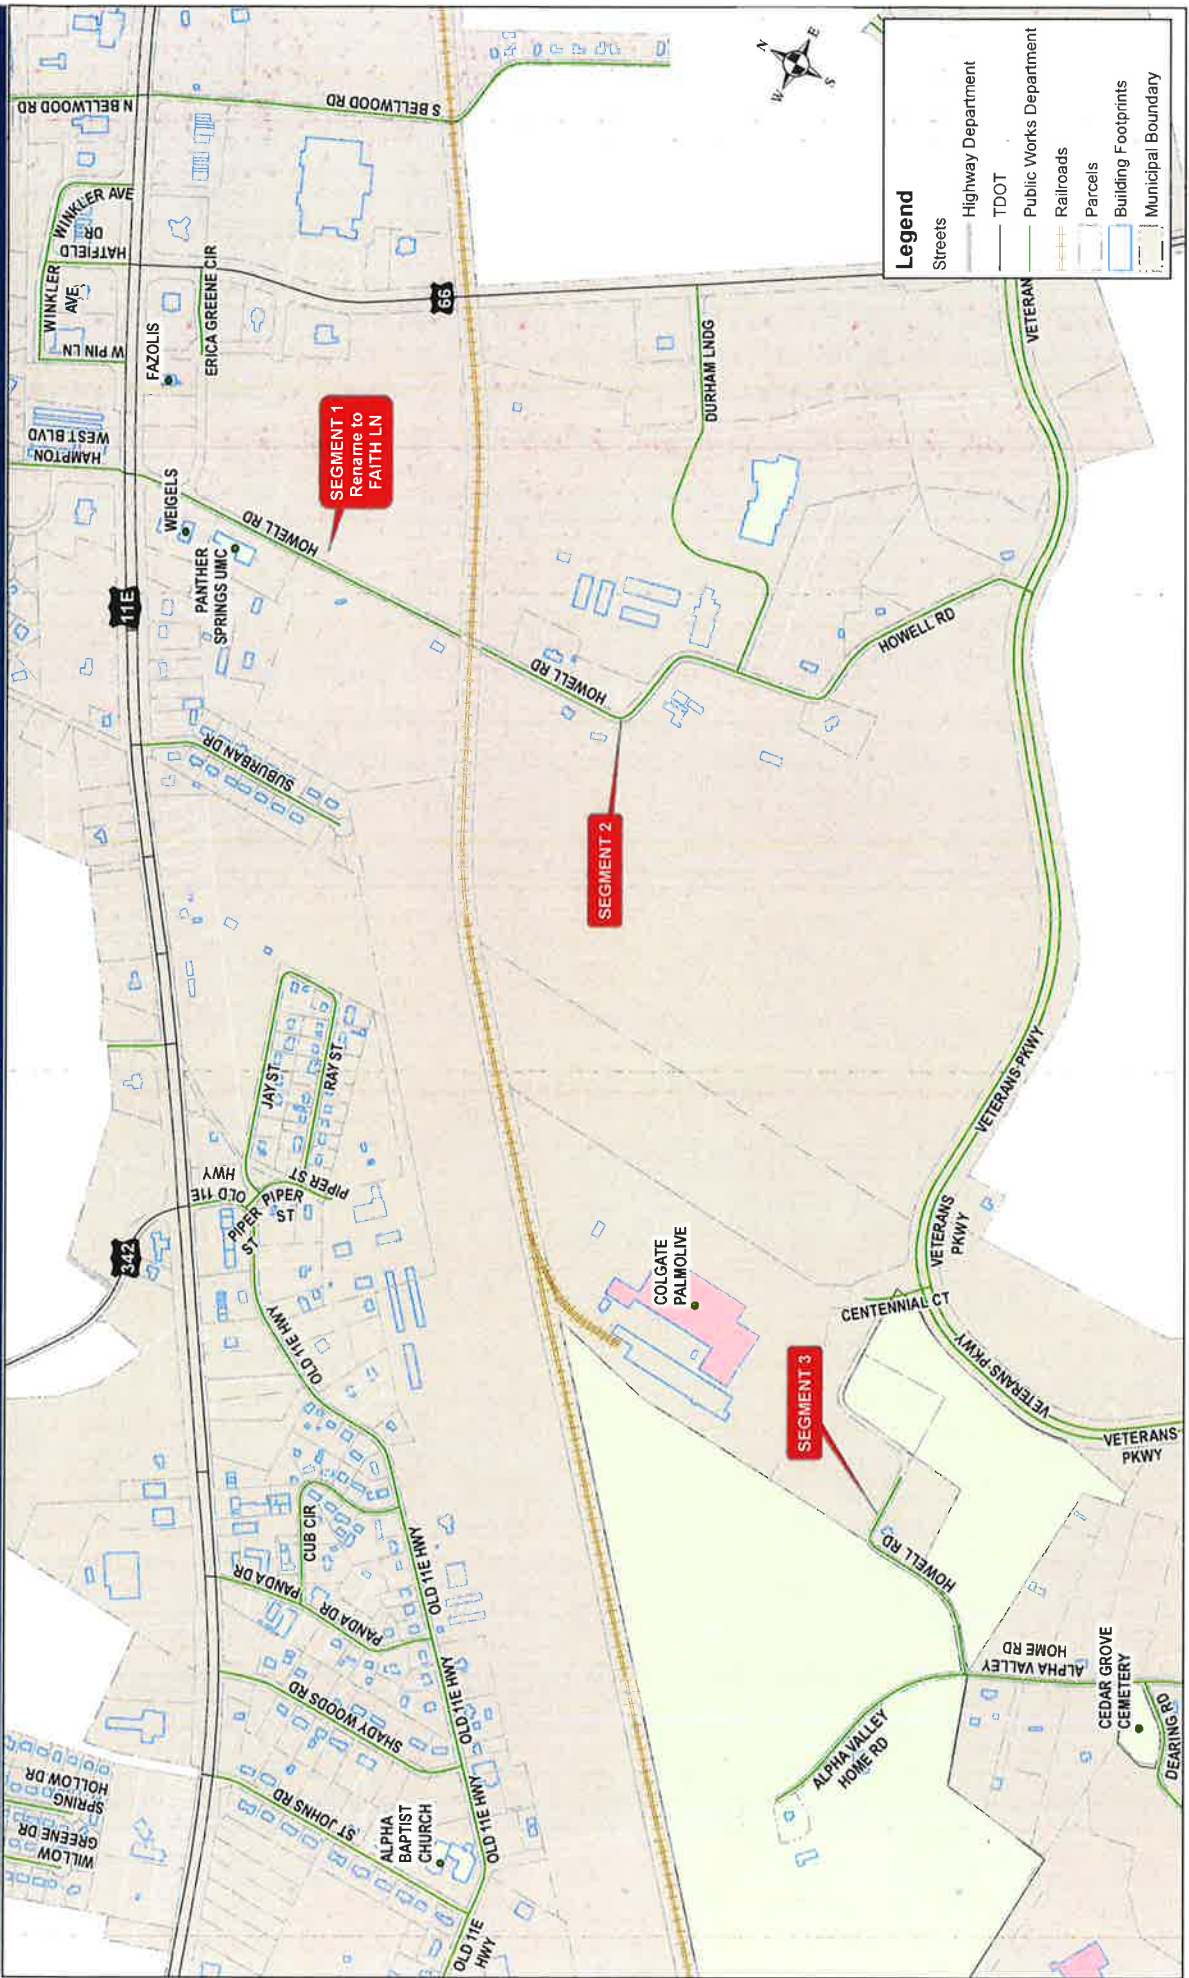 N BELLWOOD RD
S BELLWOOD RD
WINKLER AVE
HATFIELD
DR
WINKLER
AVE
W PIN LN
FAZOLIS
ERICA GREENE CIR
66
HAMPTON
WEST BLVD
WEIGELS
PANTHER
SPRINGS UMC
HOWELL RD
SEGMENT 1
Rename to
FAITH LN
11E
DURHAM LNDG
HOWELL RD
HOWELL RD
SEGMENT 2
SUBURBAN DR
VETERAN
JAY ST
RAY ST
OLD 11E
HWY
PIPER ST
PIPER
ST
PIPER
ST
342
OLD 11E HWY
VETERANS PKWY
VETERANS
PKWY
COLGATE
PALMOLIVE
CENTENNIAL CT
VETERANS PKWY
VETERANS
PKWY
SEGMENT 3
HOWELL RD
CUB CIR
PANDA DR
PANDA DR
OLD 11E HWY
OLD 11E HWY
SHADY WOODS RD
ST JOHNS RD
OLD 11E HWY
ALPHA
BAPTIST
CHURCH
OLD 11E
HWY
SPRING
HOLLOW DR
WILLOW
GREENE DR
ALPHA VALLEY
HOME RD
ALPHA VALLEY
HOME RD
CEDAR GROVE
CEMETERY
DEARING RD
N
E
S
W
Legend
Streets
Highway Department
TDOT
Public Works Department
Railroads
Parcels
Building Footprints
Municipal Boundary